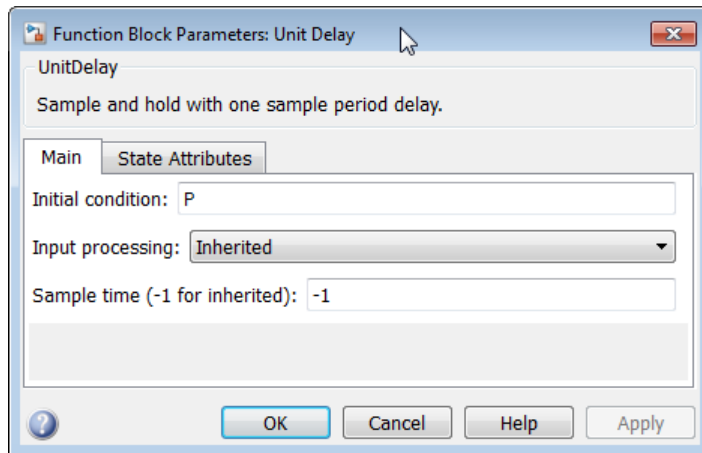 Function Block Parameters: Unit Delay
UnitDelay
Sample and hold with one sample period delay.
Main State Attributes
Initial condition: P
Input processing: Inherited
Sample time (-1 for inherited): -1
OK Cancel Help Apply